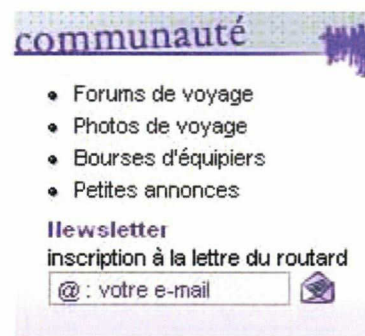 communauté
Forums de voyage
Photos de voyage
Bourses d'équipiers
Petites annonces
Newsletter
inscription à la lettre du routard
@ : votre e-mail